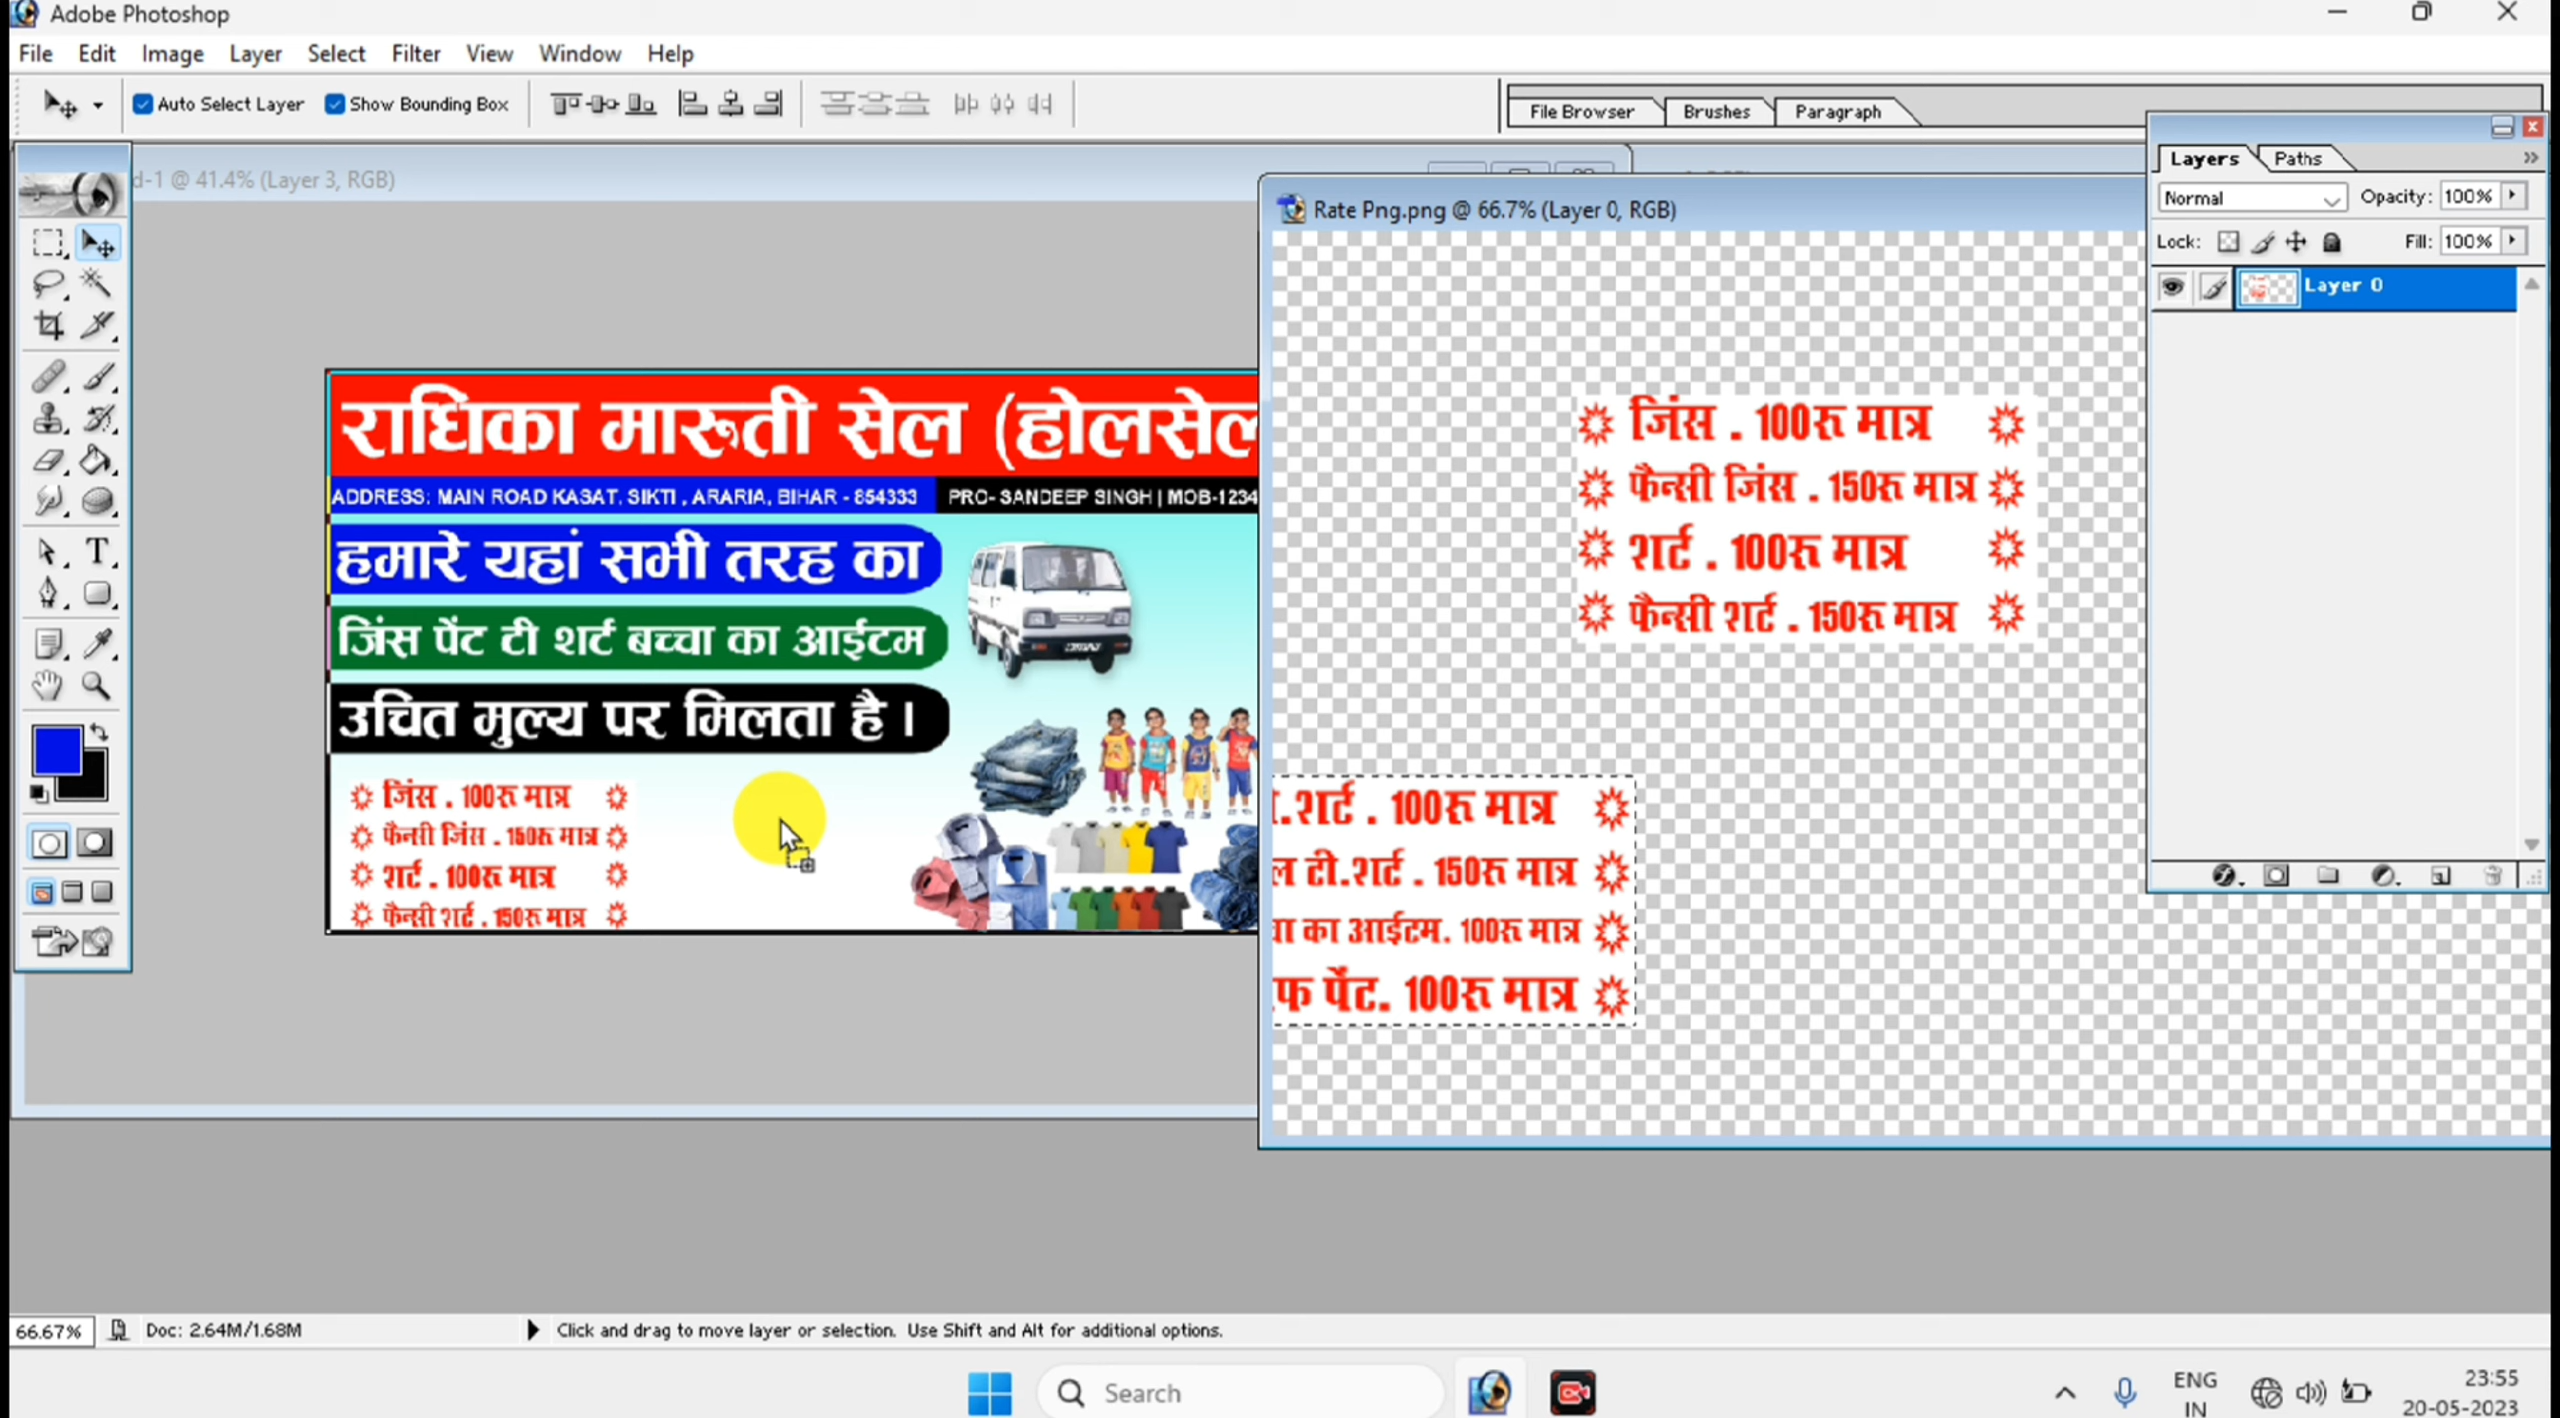 Adobe Photoshop
File Edit Image Layer Select Filter View Window Help
Auto Select Layer Show Bounding Box
File Browser Brushes Paragraph
d-1 @ 41.4% (Layer 3, RGB)
Rate Png.png @ 66.7% (Layer 0, RGB)
Layers Paths
Normal Opacity: 100%
Lock: Fill: 100%
Layer 0
राधिका मारुती सेल (होलसेल
ADDRESS: MAIN ROAD KASAT, SIKTI , ARARIA, BIHAR - 854333 PRO- SANDEEP SINGH | MOB-1234
हमारे यहां सभी तरह का
जिंस पेंट टी शर्ट बच्चा का आईटम
उचित मुल्य पर मिलता है ।
जिंस . 100रू मात्र
फैन्सी जिंस . 150रू मात्र
शर्ट . 100रू मात्र
फैन्सी शर्ट . 150रू मात्र
जिंस . 100रू मात्र
फैन्सी जिंस . 150रू मात्र
शर्ट . 100रू मात्र
फैन्सी शर्ट . 150रू मात्र
.शर्ट . 100रू मात्र
टी.शर्ट . 150रू मात्र
का आईटम. 100रू मात्र
पेंट. 100रू मात्र
66.67% Doc: 2.64M/1.68M Click and drag to move layer or selection. Use Shift and Alt for additional options.
Search
ENG
IN
23:55
20-05-2023